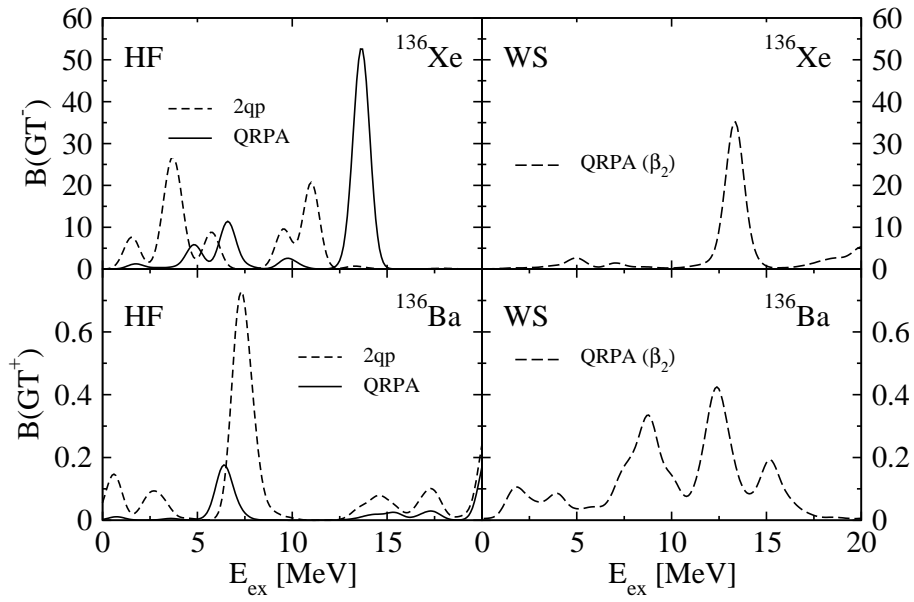 60
50
40
30
20
10
0
B(GT⁻)
HF
¹³⁶Xe
2qp
QRPA
WS
¹³⁶Xe
QRPA (β₂)
60
50
40
30
20
10
0
0.6
0.4
0.2
0
B(GT⁺)
HF
¹³⁶Ba
2qp
QRPA
WS
¹³⁶Ba
QRPA (β₂)
0.6
0.4
0.2
0
0 5 10 15
0 5 10 15 20
E_ex [MeV]
E_ex [MeV]